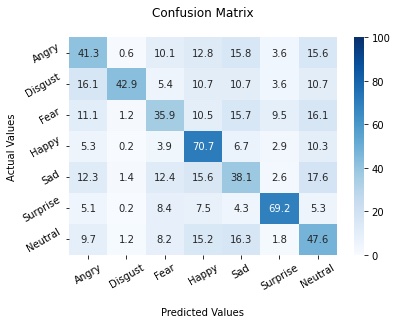 Confusion Matrix
Actual Values
Angry 41.3 0.6 10.1 12.8 15.8 3.6 15.6
Disgust 16.1 42.9 5.4 10.7 10.7 3.6 10.7
Fear 11.1 1.2 35.9 10.5 15.7 9.5 16.1
Happy 5.3 0.2 3.9 70.7 6.7 2.9 10.3
Sad 12.3 1.4 12.4 15.6 38.1 2.6 17.6
Surprise 5.1 0.2 8.4 7.5 4.3 69.2 5.3
Neutral 9.7 1.2 8.2 15.2 16.3 1.8 47.6
Angry Disgust Fear Happy Sad Surprise Neutral
Predicted Values
100
80
60
40
20
0